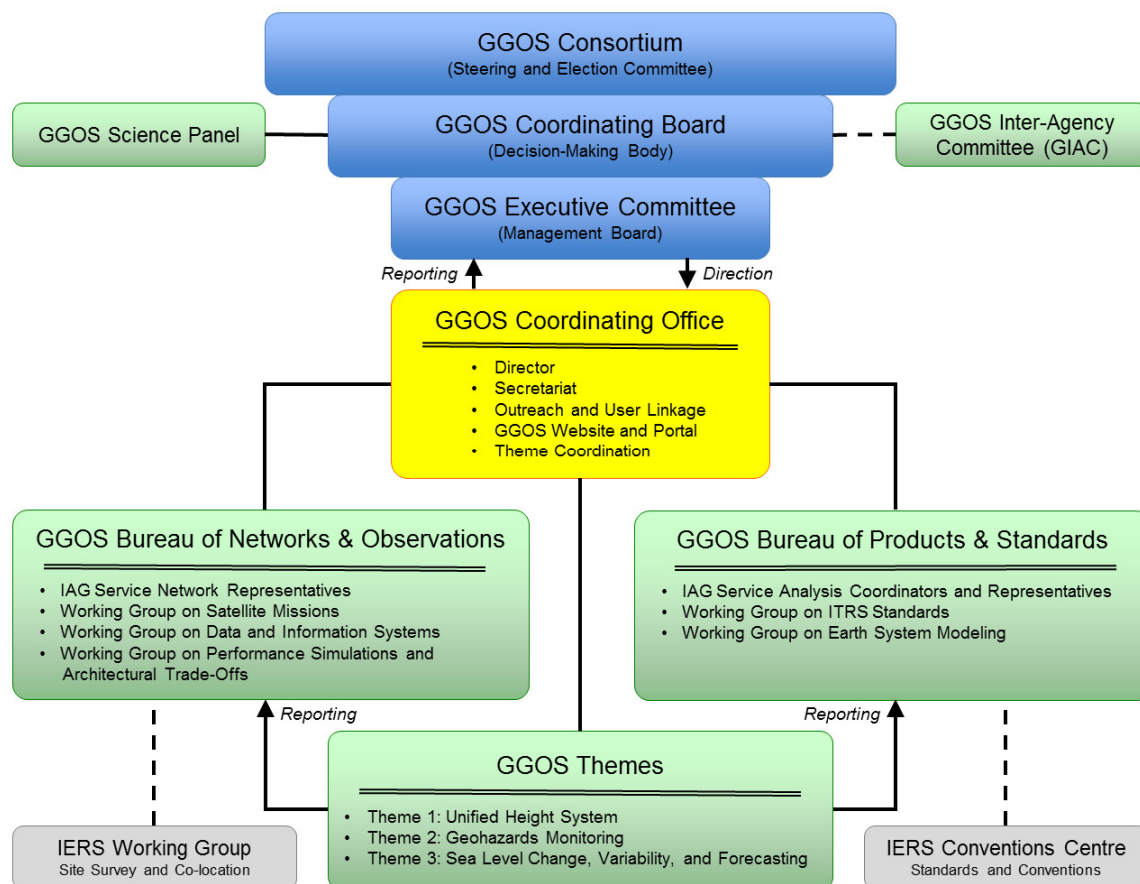 GGOS Consortium
(Steering and Election Committee)
GGOS Science Panel
GGOS Coordinating Board
(Decision-Making Body)
GGOS Inter-Agency
Committee (GIAC)
GGOS Executive Committee
(Management Board)
Reporting
Direction
GGOS Coordinating Office
• Director
• Secretariat
• Outreach and User Linkage
• GGOS Website and Portal
• Theme Coordination
GGOS Bureau of Networks & Observations
• IAG Service Network Representatives
• Working Group on Satellite Missions
• Working Group on Data and Information Systems
• Working Group on Performance Simulations and
Architectural Trade-Offs
GGOS Bureau of Products & Standards
• IAG Service Analysis Coordinators and Representatives
• Working Group on ITRS Standards
• Working Group on Earth System Modeling
Reporting
Reporting
GGOS Themes
• Theme 1: Unified Height System
• Theme 2: Geohazards Monitoring
• Theme 3: Sea Level Change, Variability, and Forecasting
IERS Working Group
Site Survey and Co-location
IERS Conventions Centre
Standards and Conventions